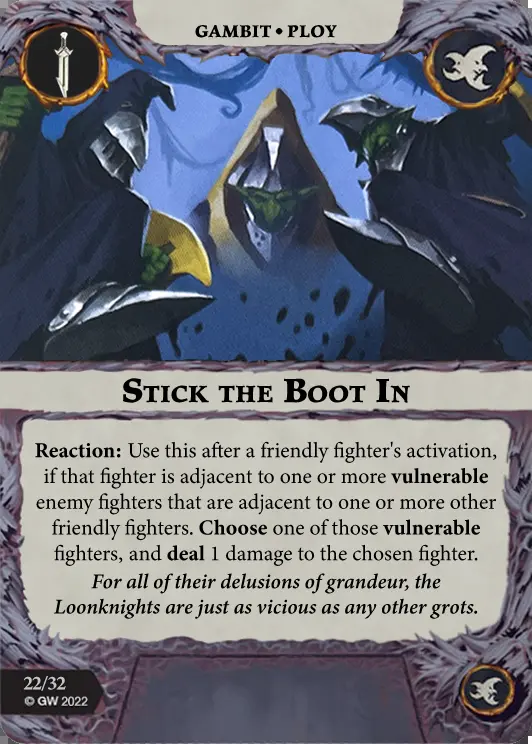 GAMBIT • PLOY
STICK THE BOOT IN
Reaction: Use this after a friendly fighter's activation,
if that fighter is adjacent to one or more vulnerable
enemy fighters that are adjacent to one or more other
friendly fighters. Choose one of those vulnerable
fighters, and deal 1 damage to the chosen fighter.
For all of their delusions of grandeur, the
Loonknights are just as vicious as any other grots.
22/32
© GW 2022